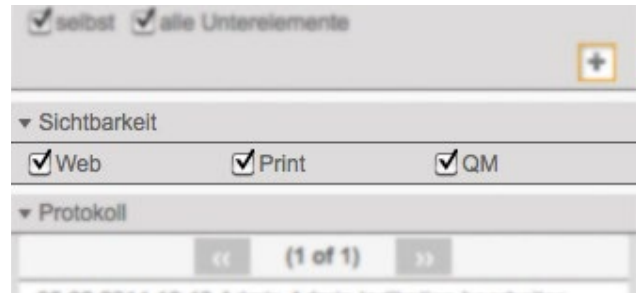 selbst alle Unterelemente
+
Sichtbarkeit
Web Print QM
Protokoll
« (1 of 1) »